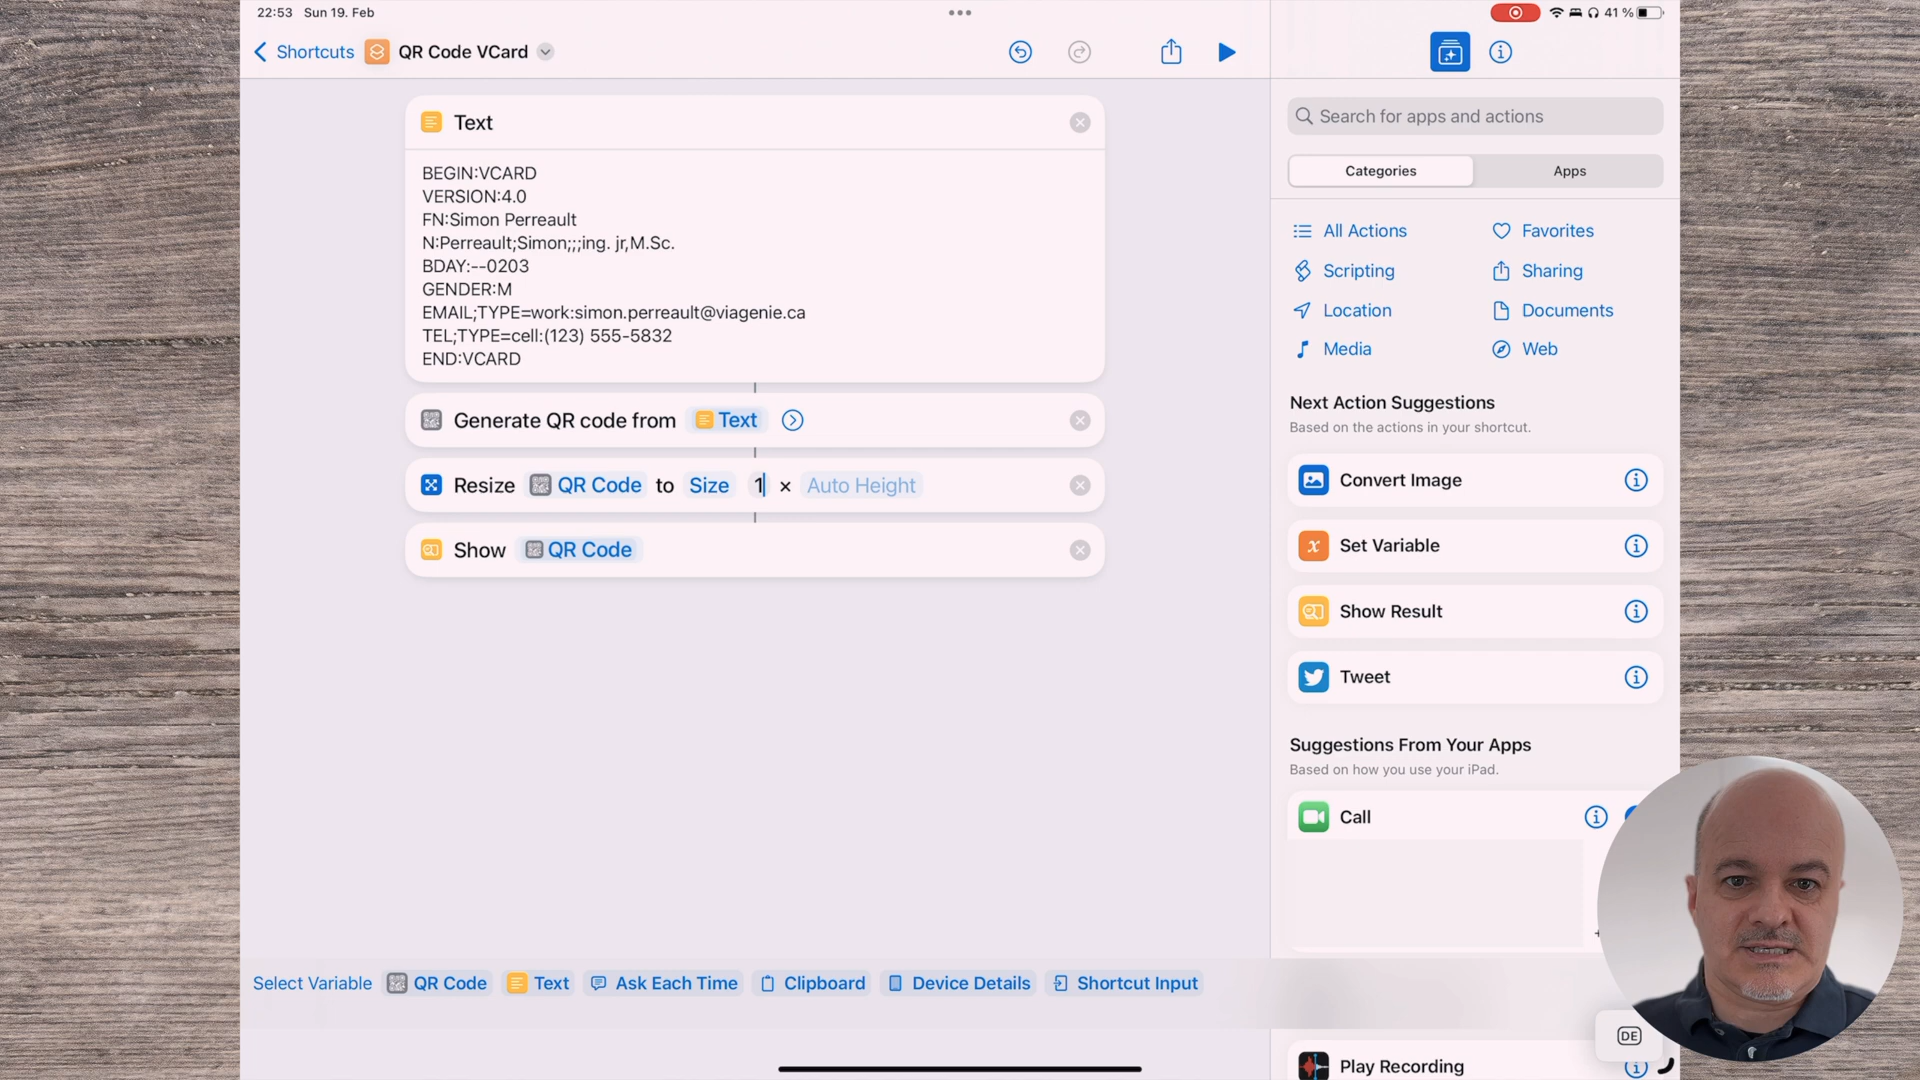 22:53 Sun 19. Feb
41 %
Shortcuts QR Code VCard
Text
BEGIN:VCARD
VERSION:4.0
FN:Simon Perreault
N:Perreault;Simon;;;ing. jr,M.Sc.
BDAY:--0203
GENDER:M
EMAIL;TYPE=work:simon.perreault@viagenie.ca
TEL;TYPE=cell:(123) 555-5832
END:VCARD
Generate QR code from Text
Resize QR Code to Size 1 × Auto Height
Show QR Code
Select Variable QR Code Text Ask Each Time Clipboard Device Details Shortcut Input
Search for apps and actions
Categories Apps
All Actions Favorites
Scripting Sharing
Location Documents
Media Web
Next Action Suggestions
Based on the actions in your shortcut.
Convert Image
Set Variable
Show Result
Tweet
Suggestions From Your Apps
Based on how you use your iPad.
Call
DE
Play Recording